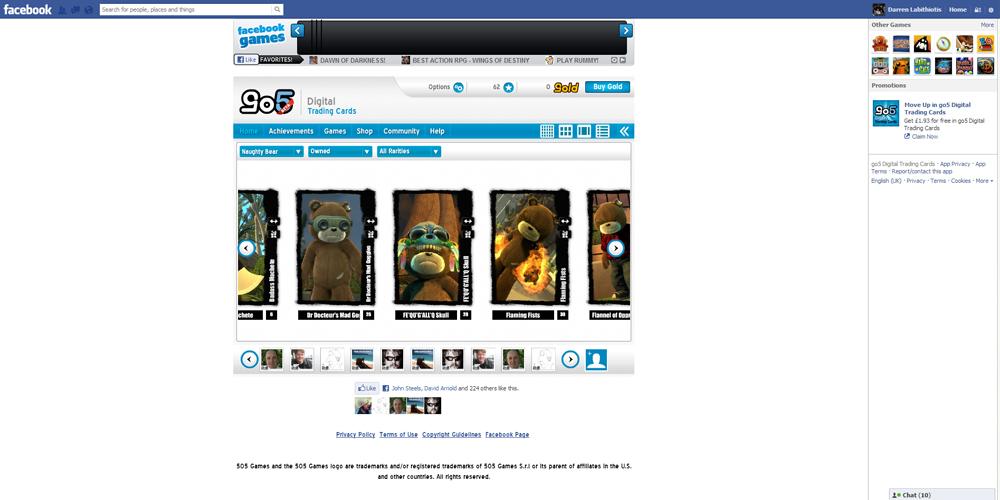 facebook
Search for people, places and things
Darren Labithiotis
Home
facebook games
Like
FAVORITES!
DAWN OF DARKNESS!
BEST ACTION RPG - WINGS OF DESTINY
PLAY RUMMY!
Other Games
More
Promotions
Move Up in go5 Digital
Trading Cards
Get £1.93 for free in go5 Digital
Trading Cards
Claim Now
go5 Digital Trading Cards · App Privacy · App
Terms · Report/contact this app
English (UK) · Privacy · Terms · Cookies · More
go5
Digital
Trading Cards
Options
62
0
gold
Buy Gold
Home
Achievements
Games
Shop
Community
Help
Naughty Bear
Owned
All Rarities
Badass Machete
Dr Docteur's Mad Goggles
FE'QU'G'ALL'Q Skull
Flaming Fists
chete
6
Dr Docteur's Mad Go
FE'QU'G'ALL'Q Skull
Flaming Fists
30
Flannel of Opp
Like
John Steels, David Arnold and 224 others like this.
Privacy Policy
Terms of Use
Copyright Guidelines
Facebook Page
505 Games and the 505 Games logo are trademarks and/or registered trademarks of 505 Games S.r.l or its parent of affiliates in the U.S.
and other countries. All rights reserved.
Chat (10)